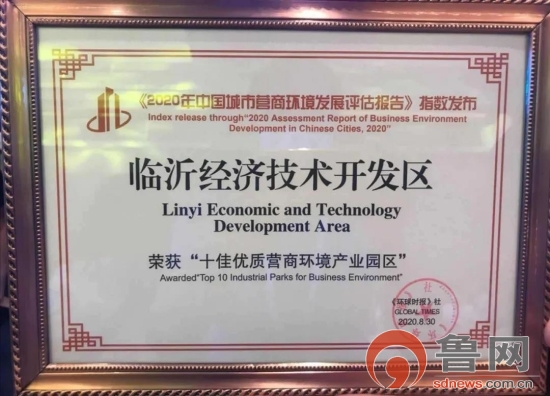 《2020年中国城市营商环境发展评估报告》指数发布
Index release through"2020 Assessment Report of Business Environment
Development in Chinese Cities, 2020"
临沂经济技术开发区
Linyi Economic and Technology
Development Area
荣获“十佳优质营商环境产业园区”
Awarded"Top 10 Industrial Parks for Business Environment"
《环球时报》社
GLOBAL TIMES
2020.8.30
鲁网
sdnews.com.cn